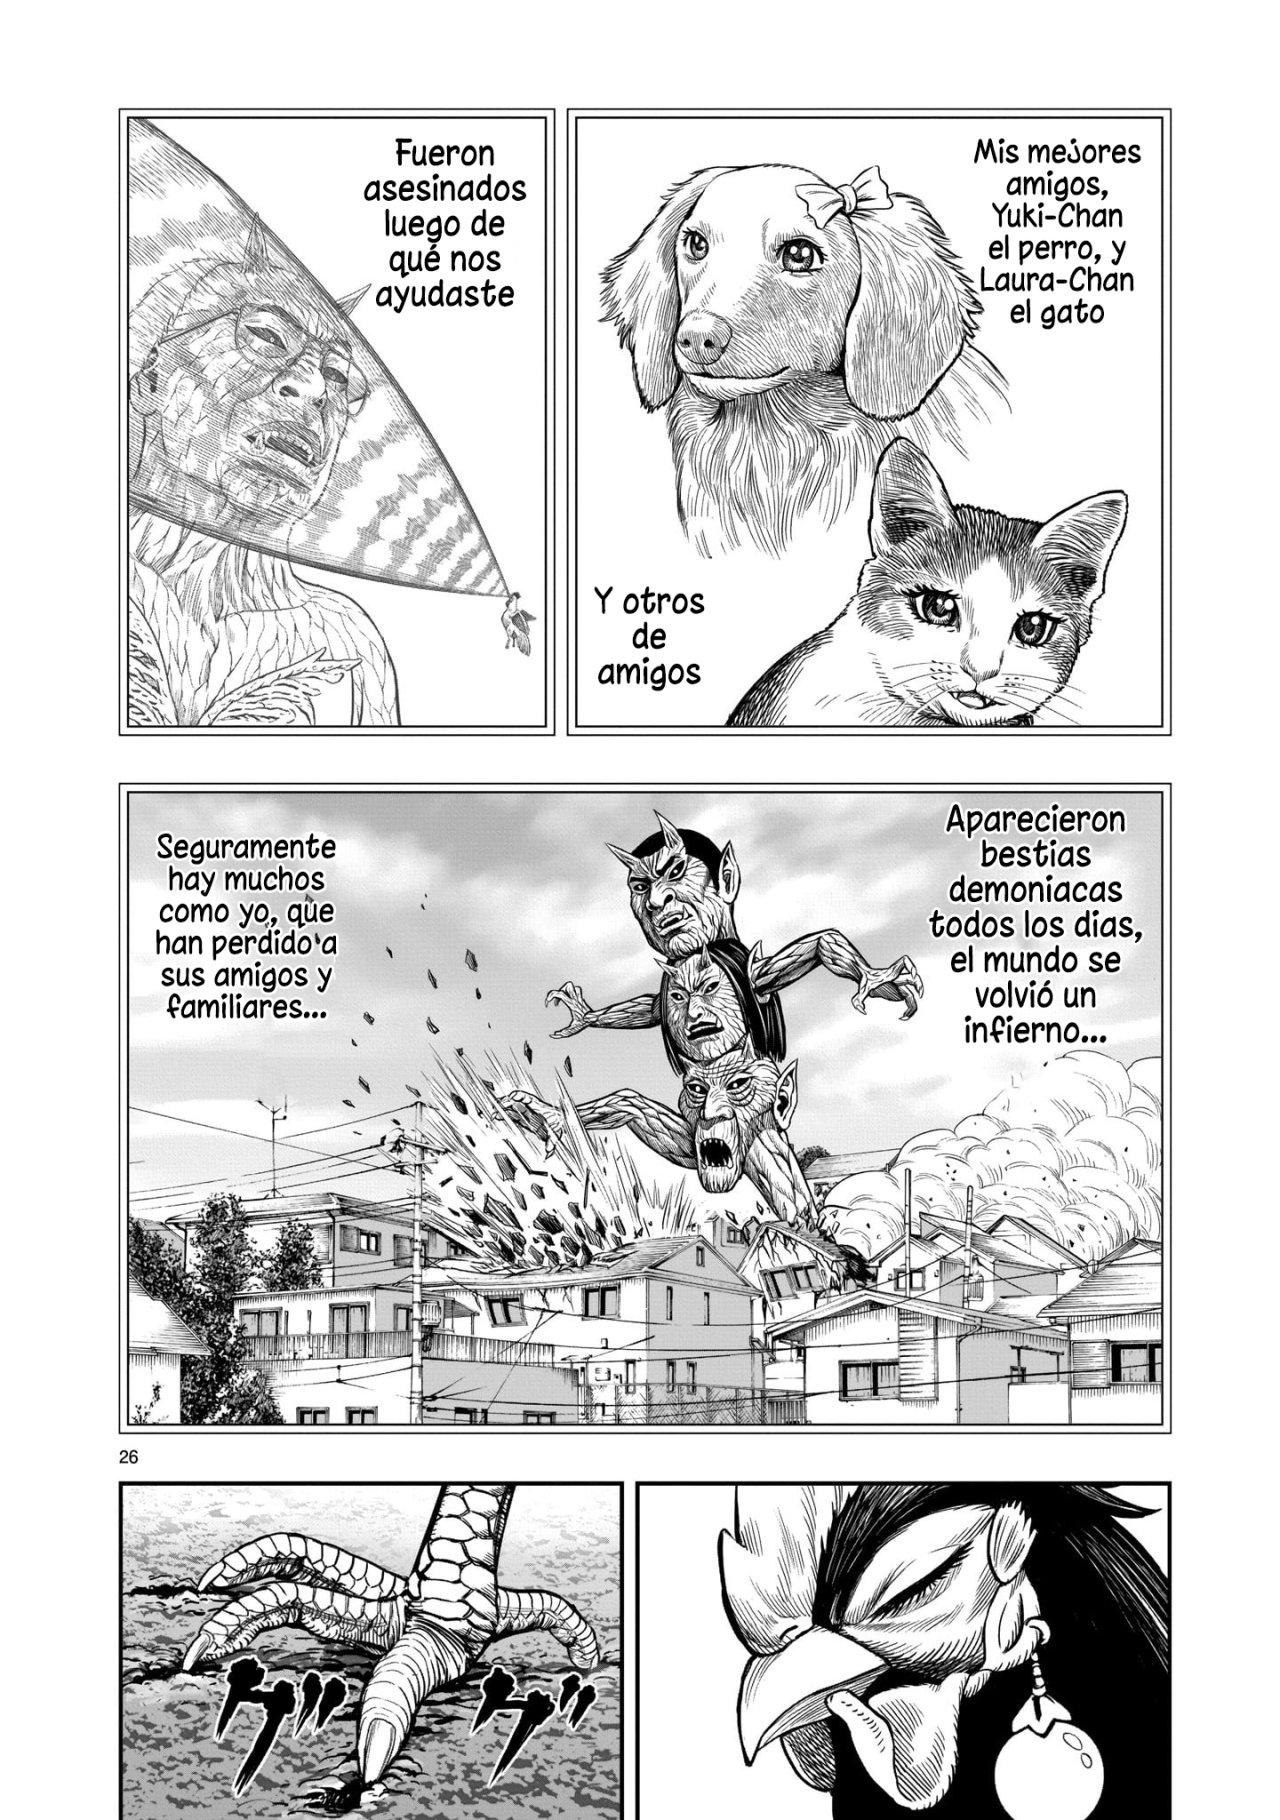 Mis mejores
amigos,
Yuki-Chan
el perro, y
Laura-Chan
el gato
Y otros
de
amigos
Fueron
asesinados
luego de
qué nos
ayudaste
Aparecieron
bestias
demoniacas
todos los dias,
el mundo se
volvió un
infierno...
Seguramente
hay muchos
como yo, que
han perdido a
sus amigos y
familiares...
26
グググ